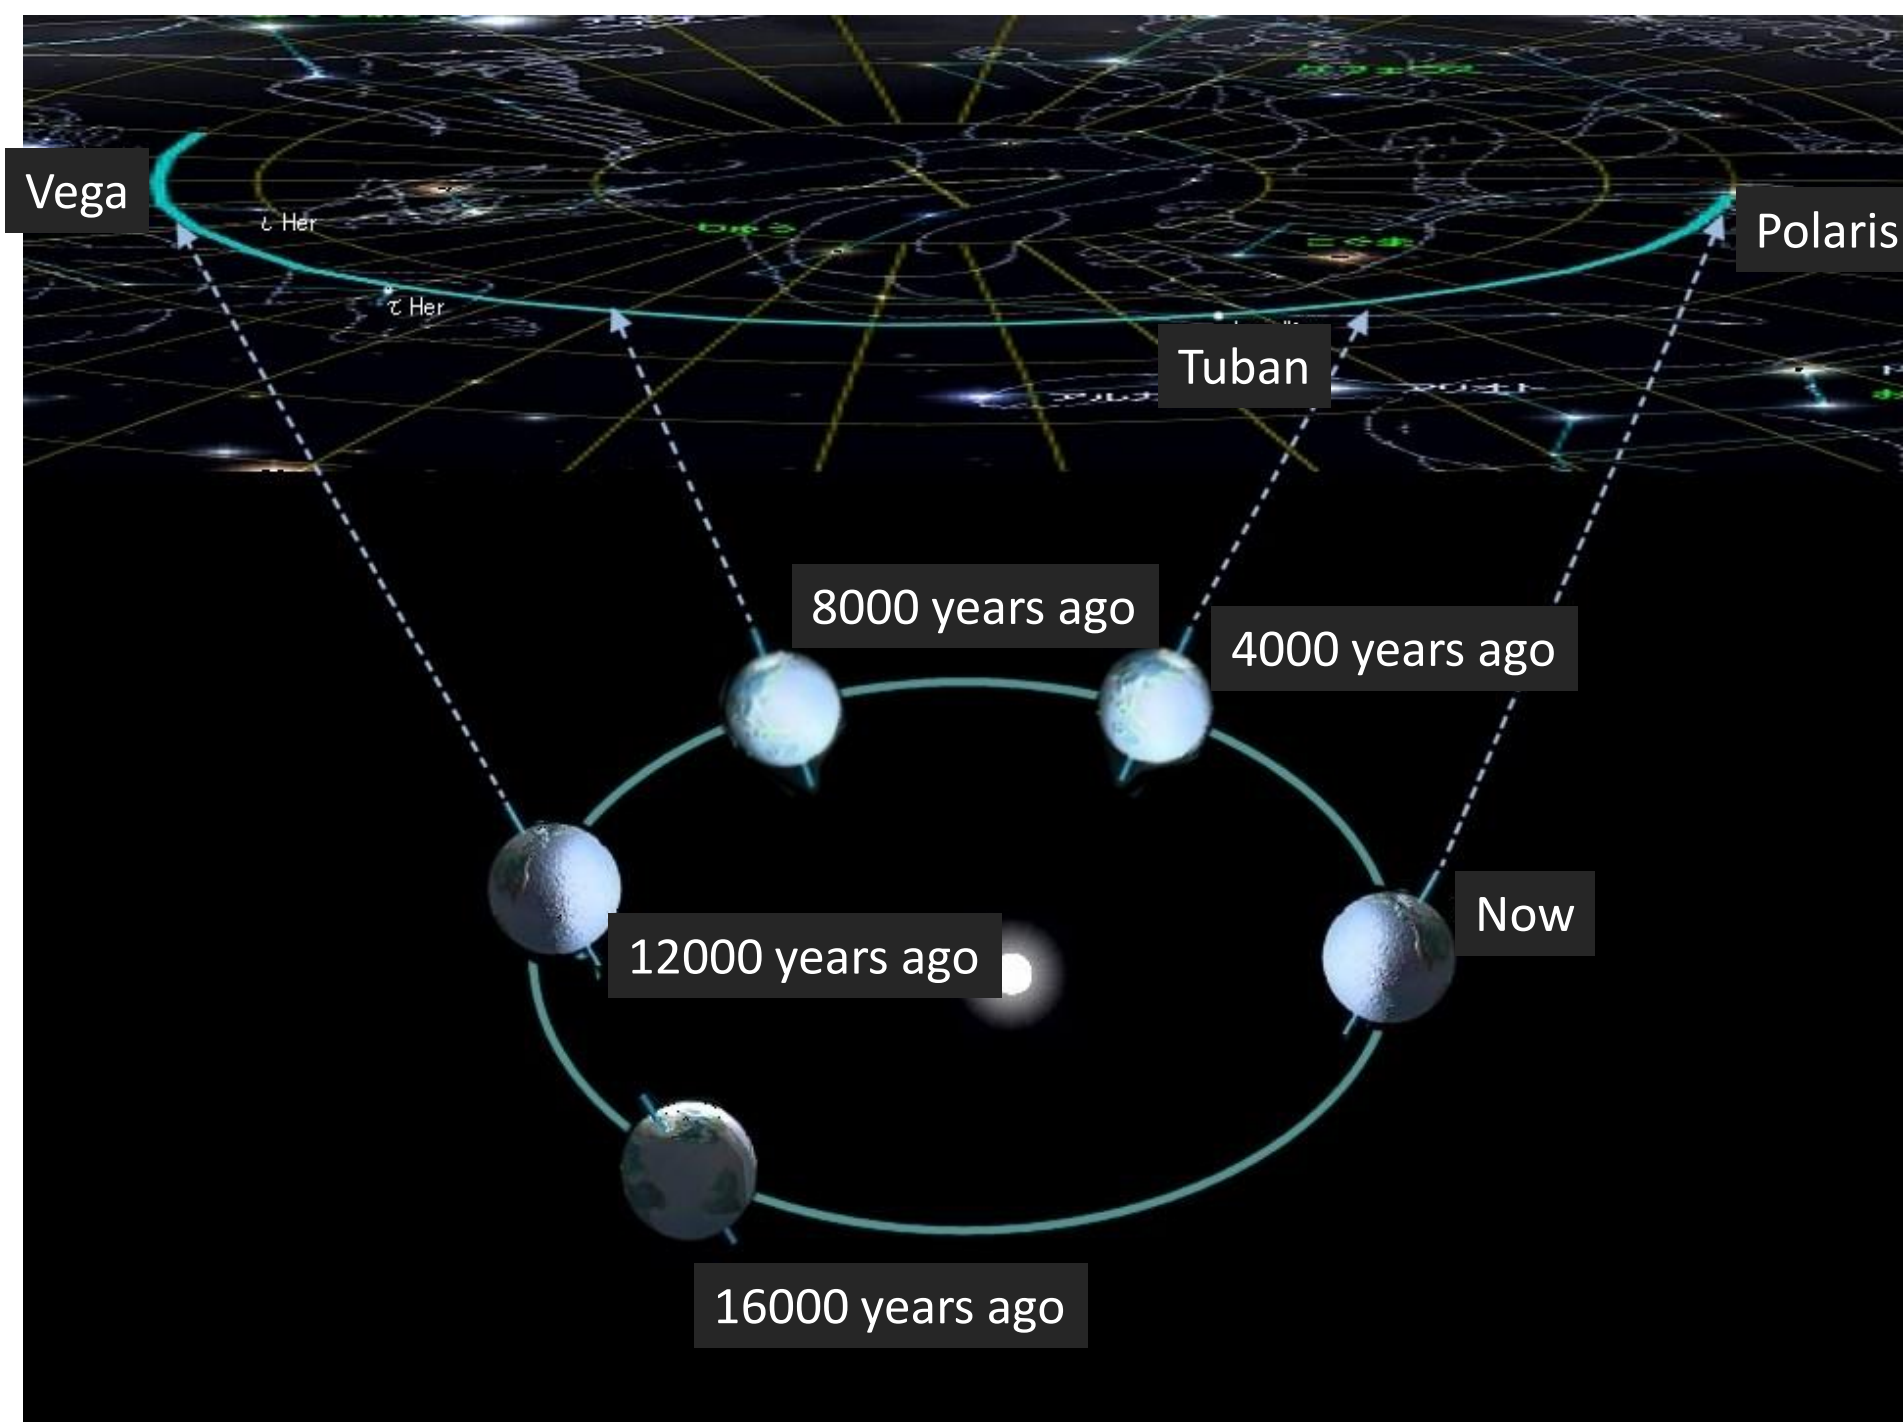 Vega
ι Her
τ Her
Polaris
Tuban
8000 years ago
4000 years ago
Now
12000 years ago
16000 years ago